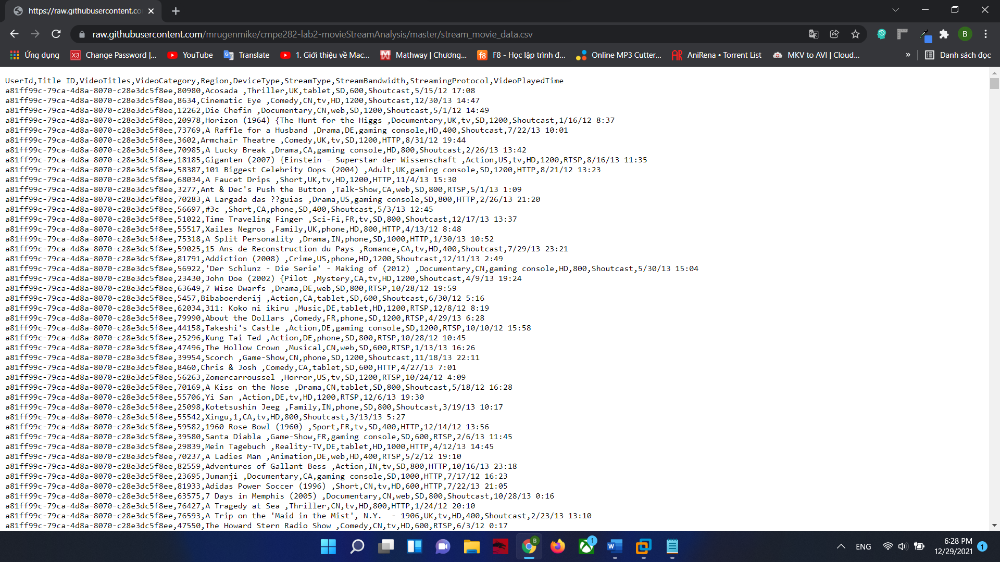 https://raw.githubusercontent.co
raw.githubusercontent.com/mrugenmike/cmpe282-lab2-movieStreamAnalysis/master/stream_movie_data.csv
B
Ứng dụng
X3 Change Password |...
YouTube
Translate
1. Giới thiệu về Mac...
Mathway | Chương...
f8 F8 - Học lập trình đ...
Online MP3 Cutter...
AR AniRena • Torrent List
MKV to AVI | Cloud...
»
Danh sách đọc
UserId,Title ID,VideoTitles,VideoCategory,Region,DeviceType,StreamType,StreamBandwidth,StreamingProtocol,VideoPlayedTime
a81ff99c-79ca-4d8a-8070-c28e3dc5f8ee,80980,Acosada ,Thriller,UK,tablet,SD,600,Shoutcast,5/15/12 17:08
a81ff99c-79ca-4d8a-8070-c28e3dc5f8ee,8634,Cinematic Eye ,Comedy,CN,tv,HD,1200,Shoutcast,12/30/13 14:47
a81ff99c-79ca-4d8a-8070-c28e3dc5f8ee,12262,Die Chefin ,Documentary,CN,web,SD,1200,Shoutcast,5/1/12 14:49
a81ff99c-79ca-4d8a-8070-c28e3dc5f8ee,20978,Horizon (1964) {The Hunt for the Higgs ,Documentary,UK,tv,SD,1200,Shoutcast,1/16/12 8:37
a81ff99c-79ca-4d8a-8070-c28e3dc5f8ee,73769,A Raffle for a Husband ,Drama,DE,gaming console,HD,400,Shoutcast,7/22/13 10:01
a81ff99c-79ca-4d8a-8070-c28e3dc5f8ee,3602,Armchair Theatre ,Comedy,UK,tv,SD,1200,HTTP,8/31/12 19:44
a81ff99c-79ca-4d8a-8070-c28e3dc5f8ee,70985,A Lucky Break ,Drama,CA,gaming console,HD,800,Shoutcast,2/26/13 13:42
a81ff99c-79ca-4d8a-8070-c28e3dc5f8ee,18185,Giganten (2007) {Einstein - Superstar der Wissenschaft ,Action,US,tv,HD,1200,RTSP,8/16/13 11:35
a81ff99c-79ca-4d8a-8070-c28e3dc5f8ee,58387,101 Biggest Celebrity Oops (2004) ,Adult,UK,gaming console,SD,1200,HTTP,8/21/12 13:23
a81ff99c-79ca-4d8a-8070-c28e3dc5f8ee,68034,A Faucet Drips ,Short,UK,tv,HD,1200,HTTP,11/4/13 15:30
a81ff99c-79ca-4d8a-8070-c28e3dc5f8ee,3277,Ant & Dec's Push the Button ,Talk-Show,CA,web,SD,800,RTSP,5/1/13 1:09
a81ff99c-79ca-4d8a-8070-c28e3dc5f8ee,70283,A Largada das ??guias ,Drama,US,gaming console,SD,800,HTTP,2/26/13 21:20
a81ff99c-79ca-4d8a-8070-c28e3dc5f8ee,56697,#3c ,Short,CA,phone,SD,400,Shoutcast,5/3/13 12:45
a81ff99c-79ca-4d8a-8070-c28e3dc5f8ee,51022,Time Traveling Finger ,Sci-Fi,FR,tv,SD,800,Shoutcast,12/17/13 13:37
a81ff99c-79ca-4d8a-8070-c28e3dc5f8ee,55517,Xailes Negros ,Family,UK,phone,HD,800,HTTP,4/13/12 8:48
a81ff99c-79ca-4d8a-8070-c28e3dc5f8ee,75318,A Split Personality ,Drama,IN,phone,SD,1000,HTTP,1/30/13 10:52
a81ff99c-79ca-4d8a-8070-c28e3dc5f8ee,59025,15 Ans de Reconstruction du Pays ,Romance,CA,tv,HD,400,Shoutcast,7/29/13 23:21
a81ff99c-79ca-4d8a-8070-c28e3dc5f8ee,81791,Addiction (2008) ,Crime,US,phone,HD,1200,Shoutcast,12/11/13 2:49
a81ff99c-79ca-4d8a-8070-c28e3dc5f8ee,56922,'Der Schlunz - Die Serie' - Making of (2012) ,Documentary,CN,gaming console,HD,800,Shoutcast,5/30/13 15:04
a81ff99c-79ca-4d8a-8070-c28e3dc5f8ee,23430,John Doe (2002) {Pilot ,Mystery,CA,tv,HD,1200,Shoutcast,4/9/13 19:24
a81ff99c-79ca-4d8a-8070-c28e3dc5f8ee,63649,7 Wise Dwarfs ,Drama,DE,web,SD,800,RTSP,10/28/12 19:59
a81ff99c-79ca-4d8a-8070-c28e3dc5f8ee,5457,Bibaboerderij ,Action,CA,tablet,SD,600,Shoutcast,6/30/12 5:16
a81ff99c-79ca-4d8a-8070-c28e3dc5f8ee,62034,311: Koko ni ikiru ,Music,DE,tablet,HD,1200,RTSP,12/8/12 8:19
a81ff99c-79ca-4d8a-8070-c28e3dc5f8ee,79990,About the Dollars ,Comedy,FR,phone,SD,1200,RTSP,4/29/13 6:28
a81ff99c-79ca-4d8a-8070-c28e3dc5f8ee,44158,Takeshi's Castle ,Action,DE,gaming console,SD,1200,RTSP,10/10/12 15:58
a81ff99c-79ca-4d8a-8070-c28e3dc5f8ee,25296,Kung Tai Ted ,Action,DE,phone,SD,800,RTSP,10/28/12 10:45
a81ff99c-79ca-4d8a-8070-c28e3dc5f8ee,47496,The Hollow Crown ,Musical,CN,web,SD,600,RTSP,1/13/13 16:26
a81ff99c-79ca-4d8a-8070-c28e3dc5f8ee,39954,Scorch ,Game-Show,CN,phone,SD,1200,Shoutcast,11/18/13 22:11
a81ff99c-79ca-4d8a-8070-c28e3dc5f8ee,8460,Chris & Josh ,Comedy,CA,tablet,SD,600,HTTP,4/27/13 7:01
a81ff99c-79ca-4d8a-8070-c28e3dc5f8ee,56263,Zomercarroussel ,Horror,US,tv,SD,1200,RTSP,10/24/12 4:09
a81ff99c-79ca-4d8a-8070-c28e3dc5f8ee,70169,A Kiss on the Nose ,Drama,CN,tablet,SD,800,Shoutcast,5/18/12 16:28
a81ff99c-79ca-4d8a-8070-c28e3dc5f8ee,55706,Yi San ,Action,DE,tv,HD,1200,RTSP,12/6/13 19:30
a81ff99c-79ca-4d8a-8070-c28e3dc5f8ee,25098,Kotetsushin Jeeg ,Family,IN,phone,SD,800,Shoutcast,3/19/13 10:17
a81ff99c-79ca-4d8a-8070-c28e3dc5f8ee,55542,Xingu,1,CA,tv,HD,800,Shoutcast,3/13/13 5:27
a81ff99c-79ca-4d8a-8070-c28e3dc5f8ee,59582,1960 Rose Bowl (1960) ,Sport,FR,tv,SD,400,HTTP,12/14/12 13:56
a81ff99c-79ca-4d8a-8070-c28e3dc5f8ee,39580,Santa Diabla ,Game-Show,FR,gaming console,SD,600,RTSP,2/6/13 11:45
a81ff99c-79ca-4d8a-8070-c28e3dc5f8ee,29839,Mein Tagebuch ,Reality-TV,DE,tablet,HD,1000,HTTP,4/12/13 14:45
a81ff99c-79ca-4d8a-8070-c28e3dc5f8ee,70237,A Ladies Man ,Animation,DE,web,HD,400,RTSP,5/2/12 19:10
a81ff99c-79ca-4d8a-8070-c28e3dc5f8ee,82559,Adventures of Gallant Bess ,Action,IN,tv,SD,800,HTTP,10/16/13 23:18
a81ff99c-79ca-4d8a-8070-c28e3dc5f8ee,23695,Jumanji ,Documentary,CA,gaming console,SD,1000,HTTP,7/17/12 16:23
a81ff99c-79ca-4d8a-8070-c28e3dc5f8ee,81933,Adidas Power Soccer (1996) ,Short,CN,tv,HD,600,HTTP,7/22/13 21:05
a81ff99c-79ca-4d8a-8070-c28e3dc5f8ee,63575,7 Days in Memphis (2005) ,Documentary,CN,web,SD,800,Shoutcast,10/28/13 0:16
a81ff99c-79ca-4d8a-8070-c28e3dc5f8ee,76427,A Tragedy at Sea ,Thriller,CN,tv,HD,800,HTTP,1/24/12 20:10
a81ff99c-79ca-4d8a-8070-c28e3dc5f8ee,76593,A Trip on the 'Maid in the Mist', N.Y.  - 1906,UK,tv,HD,400,Shoutcast,2/23/13 13:10
a81ff99c-79ca-4d8a-8070-c28e3dc5f8ee,47550,The Howard Stern Radio Show ,Comedy,CN,tv,HD,600,RTSP,6/3/12 0:17
B
1
W
ENG
6:28 PM
12/29/2021
1